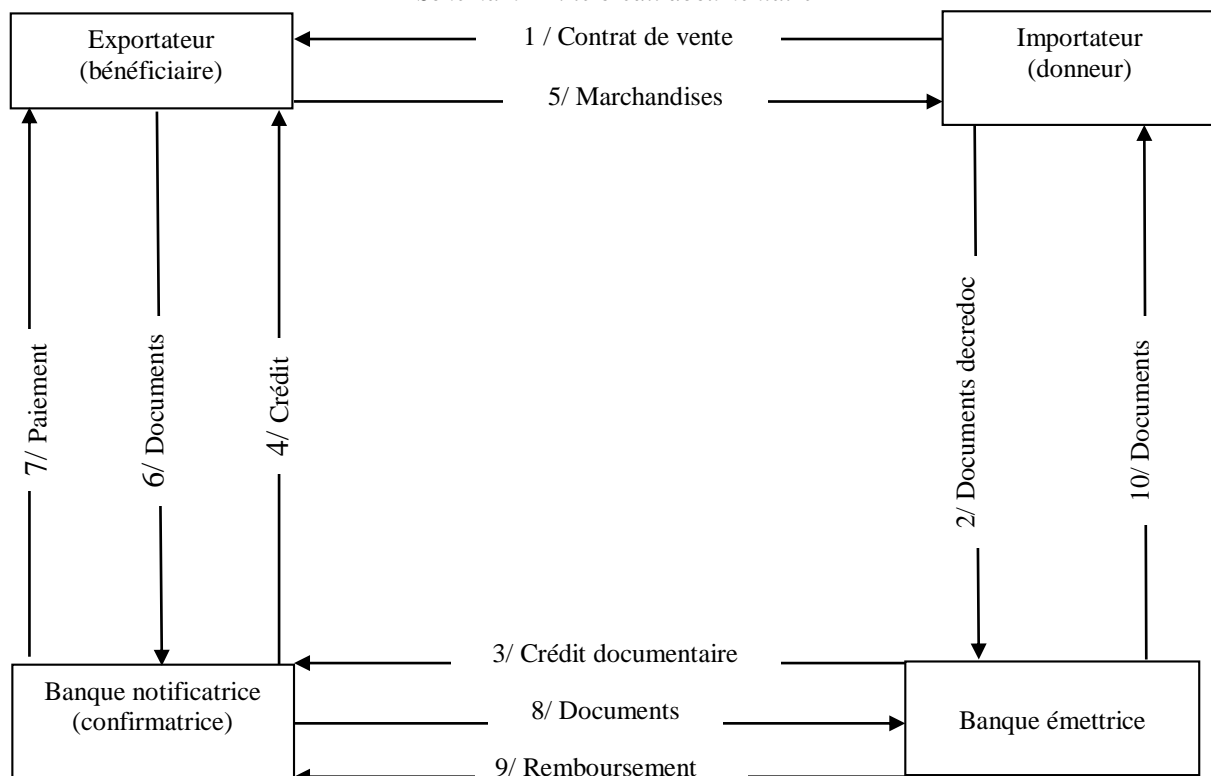 Exportateur
(bénéficiaire)
1 / Contrat de vente
Importateur
(donneur)
5/ Marchandises
7/ Paiement
6/ Documents
4/ Crédit
2/ Documents decredoc
10/ Documents
3/ Crédit documentaire
Banque notificatrice
(confirmatrice)
8/ Documents
Banque émettrice
9/ Remboursement